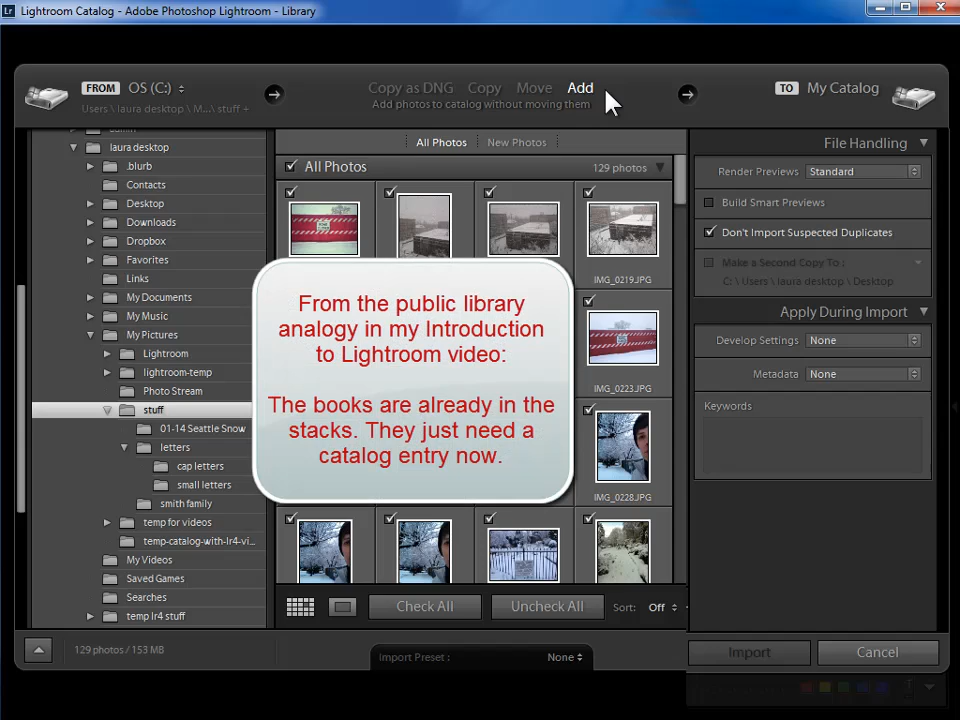 Lr Lightroom Catalog - Adobe Photoshop Lightroom - Library
FROM OS (C:)
Users \ laura desktop \ M...\ stuff +
Copy as DNG Copy Move Add
Add photos to catalog without moving them
TO My Catalog
laura desktop
.blurb
Contacts
Desktop
Downloads
Dropbox
Favorites
Links
My Documents
My Music
My Pictures
Lightroom
lightroom-temp
Photo Stream
stuff
01-14 Seattle Snow
letters
cap letters
small letters
smith family
temp for videos
temp-catalog-with-lr4-vi...
My Videos
Saved Games
Searches
temp lr4 stuff
All Photos New Photos
All Photos 129 photos
IMG_0219.JPG
IMG_0223.JPG
IMG_0228.JPG
From the public library
analogy in my Introduction
to Lightroom video:
The books are already in the
stacks. They just need a
catalog entry now.
Check All Uncheck All Sort: Off
File Handling
Render Previews Standard
Build Smart Previews
Don't Import Suspected Duplicates
Make a Second Copy To :
C:\ Users \ laura desktop \ Desktop
Apply During Import
Develop Settings None
Metadata None
Keywords
129 photos / 153 MB
Import Preset : None
Import Cancel